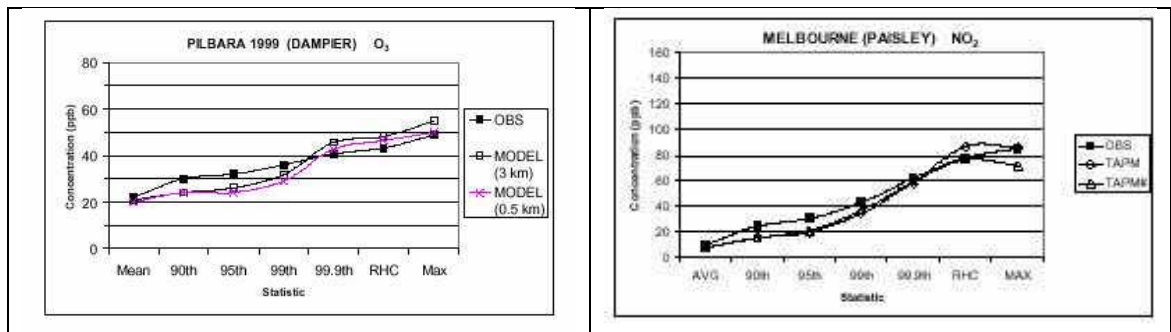 PILBARA 1999 (DAMPIER) O₃
Concentration (ppb)
80
60
40
20
0
Mean 90th 95th 99th 99.9th RHC Max
Statistic
OBS
MODEL
(3 km)
MODEL
(0.5 km)
MELBOURNE (PAISLEY) NO₂
Concentration (ppb)
160
140
120
100
80
60
40
20
0
AVG 90th 95th 99th 99.9th RHC MAX
Statistic
OBS
TAPM
TAPM#